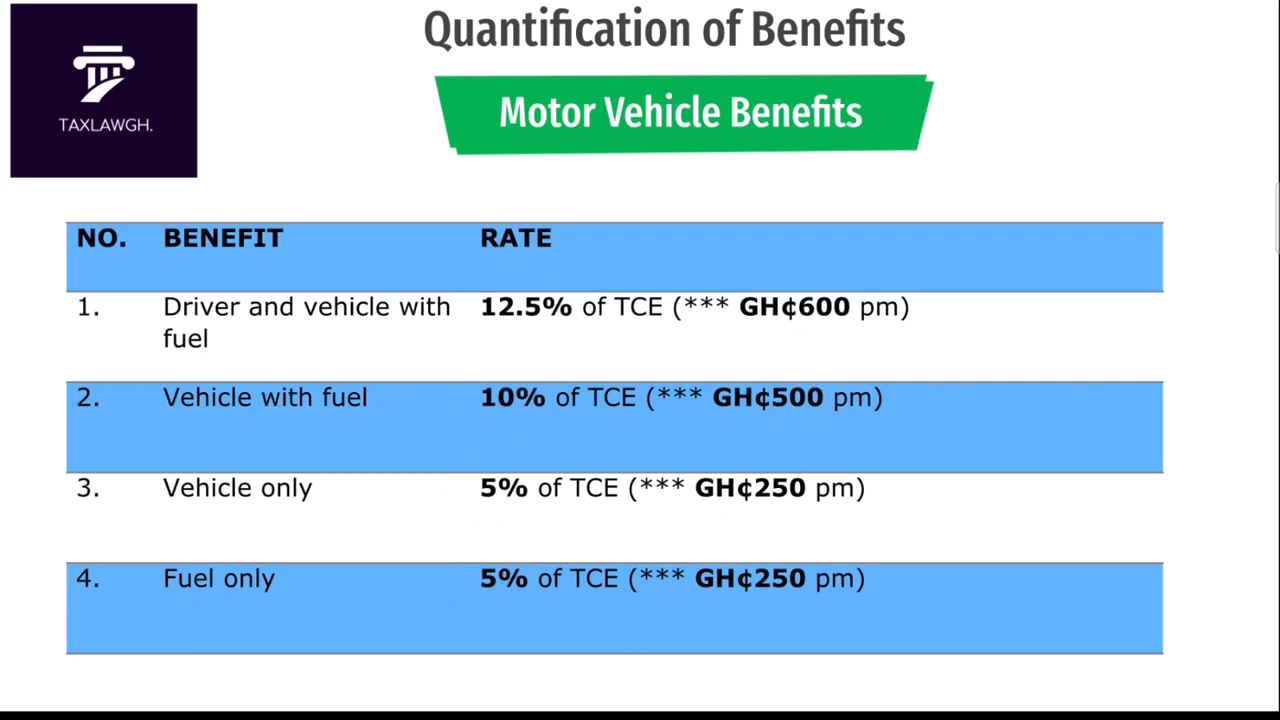 Quantification of Benefits
Motor Vehicle Benefits
TAXLAWGH.
NO. BENEFIT RATE
1. Driver and vehicle with 12.5% of TCE (*** GH¢600 pm)
fuel
2. Vehicle with fuel 10% of TCE (*** GH¢500 pm)
3. Vehicle only 5% of TCE (*** GH¢250 pm)
4. Fuel only 5% of TCE (*** GH¢250 pm)